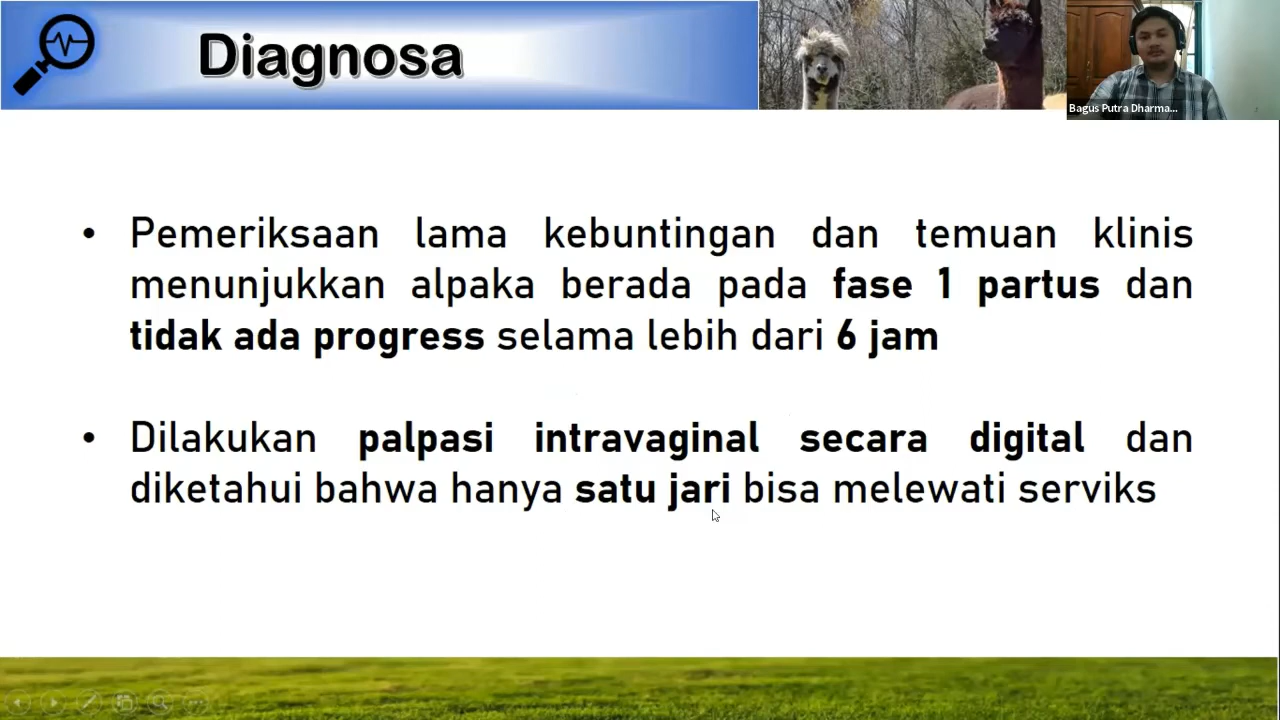 Diagnosa
Bagus Putra Dharma...
• Pemeriksaan lama kebuntingan dan temuan klinis
menunjukkan alpaka berada pada fase 1 partus dan
tidak ada progress selama lebih dari 6 jam
• Dilakukan palpasi intravaginal secara digital dan
diketahui bahwa hanya satu jari bisa melewati serviks